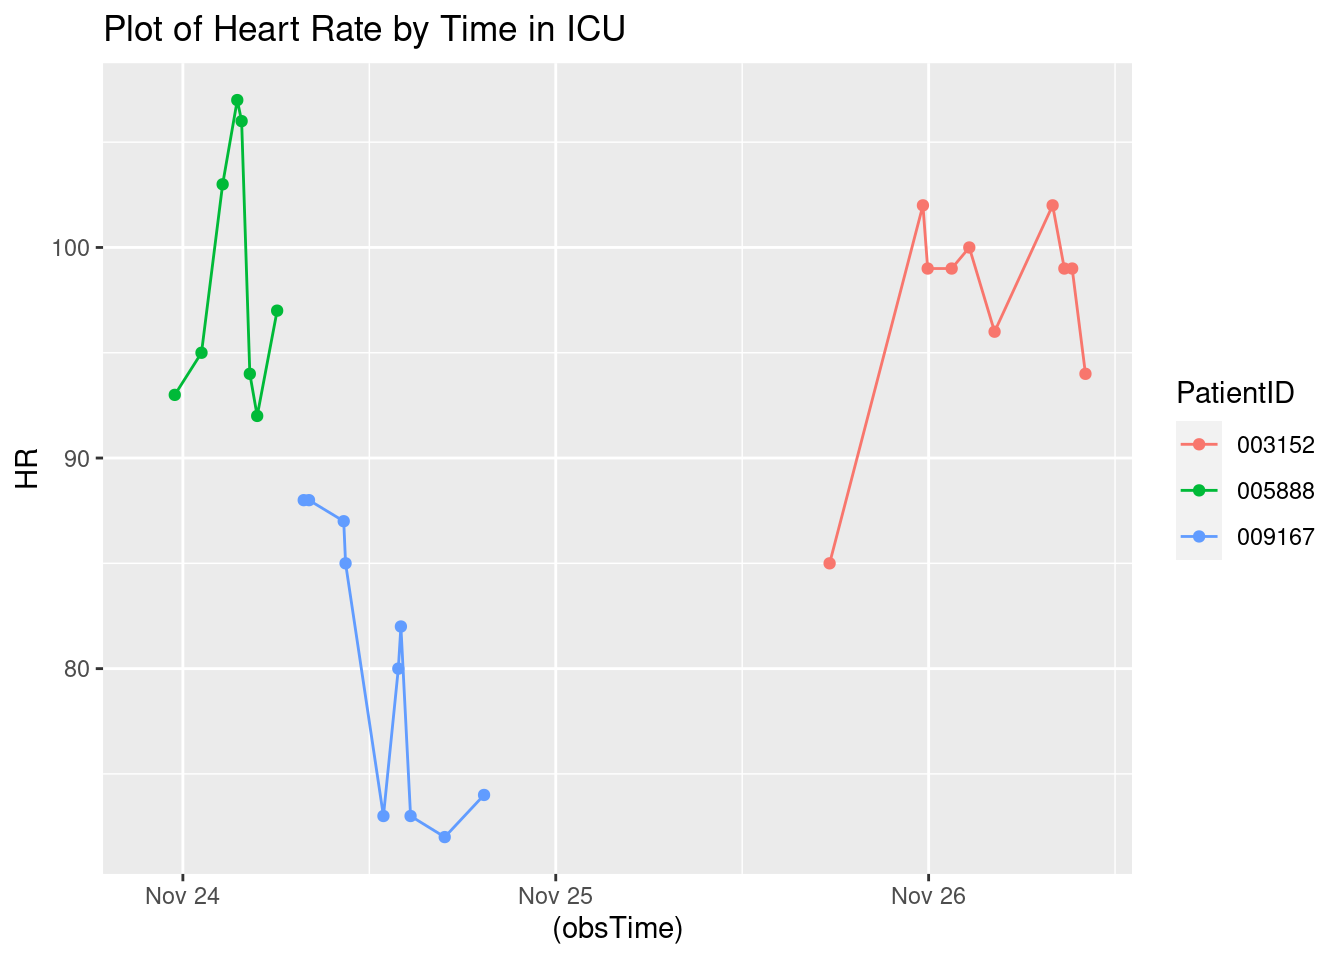 Plot of Heart Rate by Time in ICU
100
90
80
HR
Nov 24
Nov 25
Nov 26
(obsTime)
PatientID
003152
005888
009167